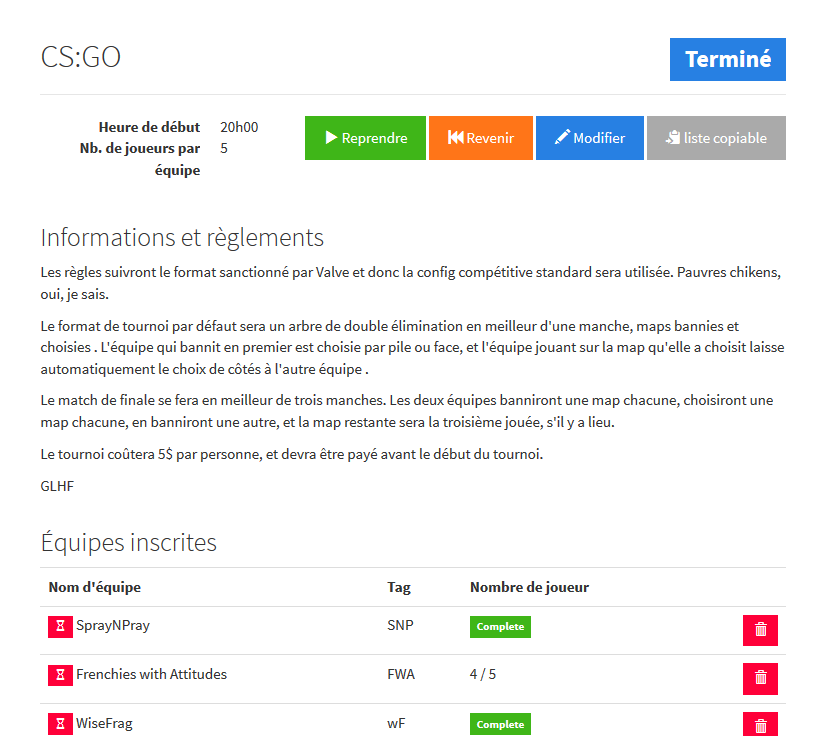 CS:GO
Terminé
Heure de début 20h00
Nb. de joueurs par 5
équipe
Reprendre Revenir Modifier liste copiable
Informations et règlements
Les règles suivront le format sanctionné par Valve et donc la config compétitive standard sera utilisée. Pauvres chikens,
oui, je sais.
Le format de tournoi par défaut sera un arbre de double élimination en meilleur d'une manche, maps bannies et
choisies . L'équipe qui bannit en premier est choisie par pile ou face, et l'équipe jouant sur la map qu'elle a choisit laisse
automatiquement le choix de côtés à l'autre équipe .
Le match de finale se fera en meilleur de trois manches. Les deux équipes banniront une map chacune, choisiront une
map chacune, en banniront une autre, et la map restante sera la troisième jouée, s'il y a lieu.
Le tournoi coûtera 5$ par personne, et devra être payé avant le début du tournoi.
GLHF
Équipes inscrites
Nom d'équipe Tag Nombre de joueur
SprayNPray SNP Complete
Frenchies with Attitudes FWA 4 / 5
WiseFrag wF Complete